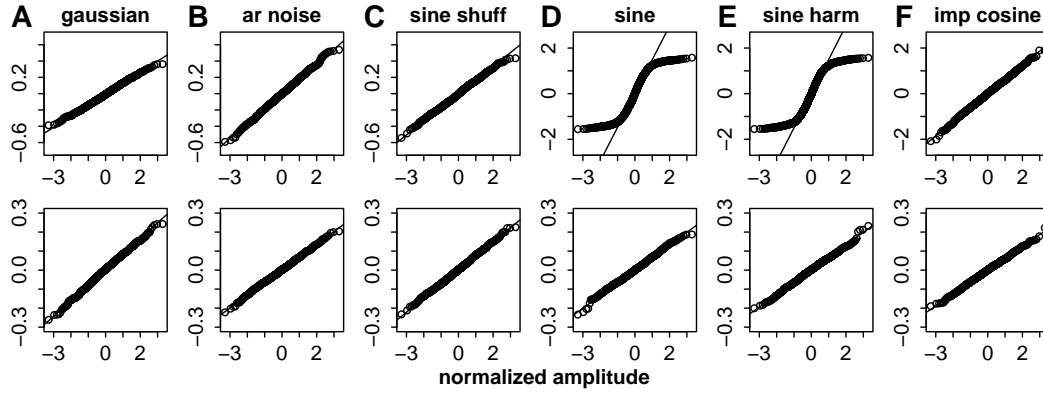 A gaussian B ar noise C sine shuff D sine E sine harm F imp cosine
0.2 −0.6 0.2 −0.6 0.2 −0.6 2 0 −2 2 0 −2 2 0 −2
−3 0 2 −3 0 2 −3 0 2 −3 0 2 −3 0 2 −3 0 2
0.3 0.0 −0.3 0.3 0.0 −0.3 0.3 0.0 −0.3 0.3 0.0 −0.3 0.3 0.0 −0.3 0.3 0.0 −0.3
−3 0 2 −3 0 2 −3 0 2 −3 0 2 −3 0 2 −3 0 2
normalized amplitude